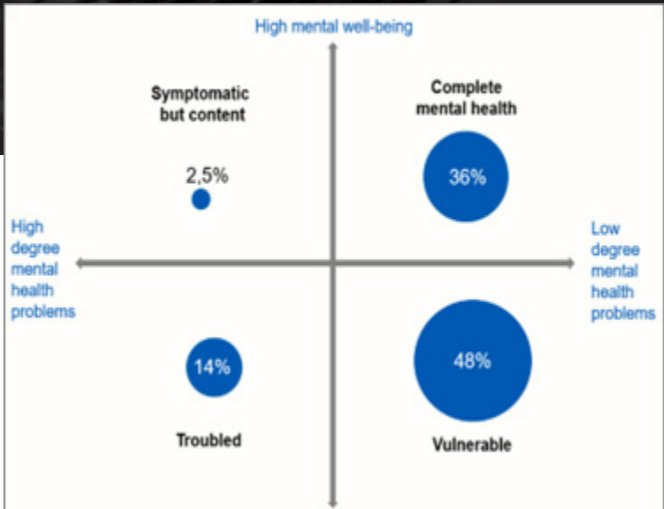 High mental well-being
Symptomatic
but content
Complete
mental health
2,5%
36%
High
degree
mental
health
problems
Low
degree
mental
health
problems
14%
48%
Troubled
Vulnerable